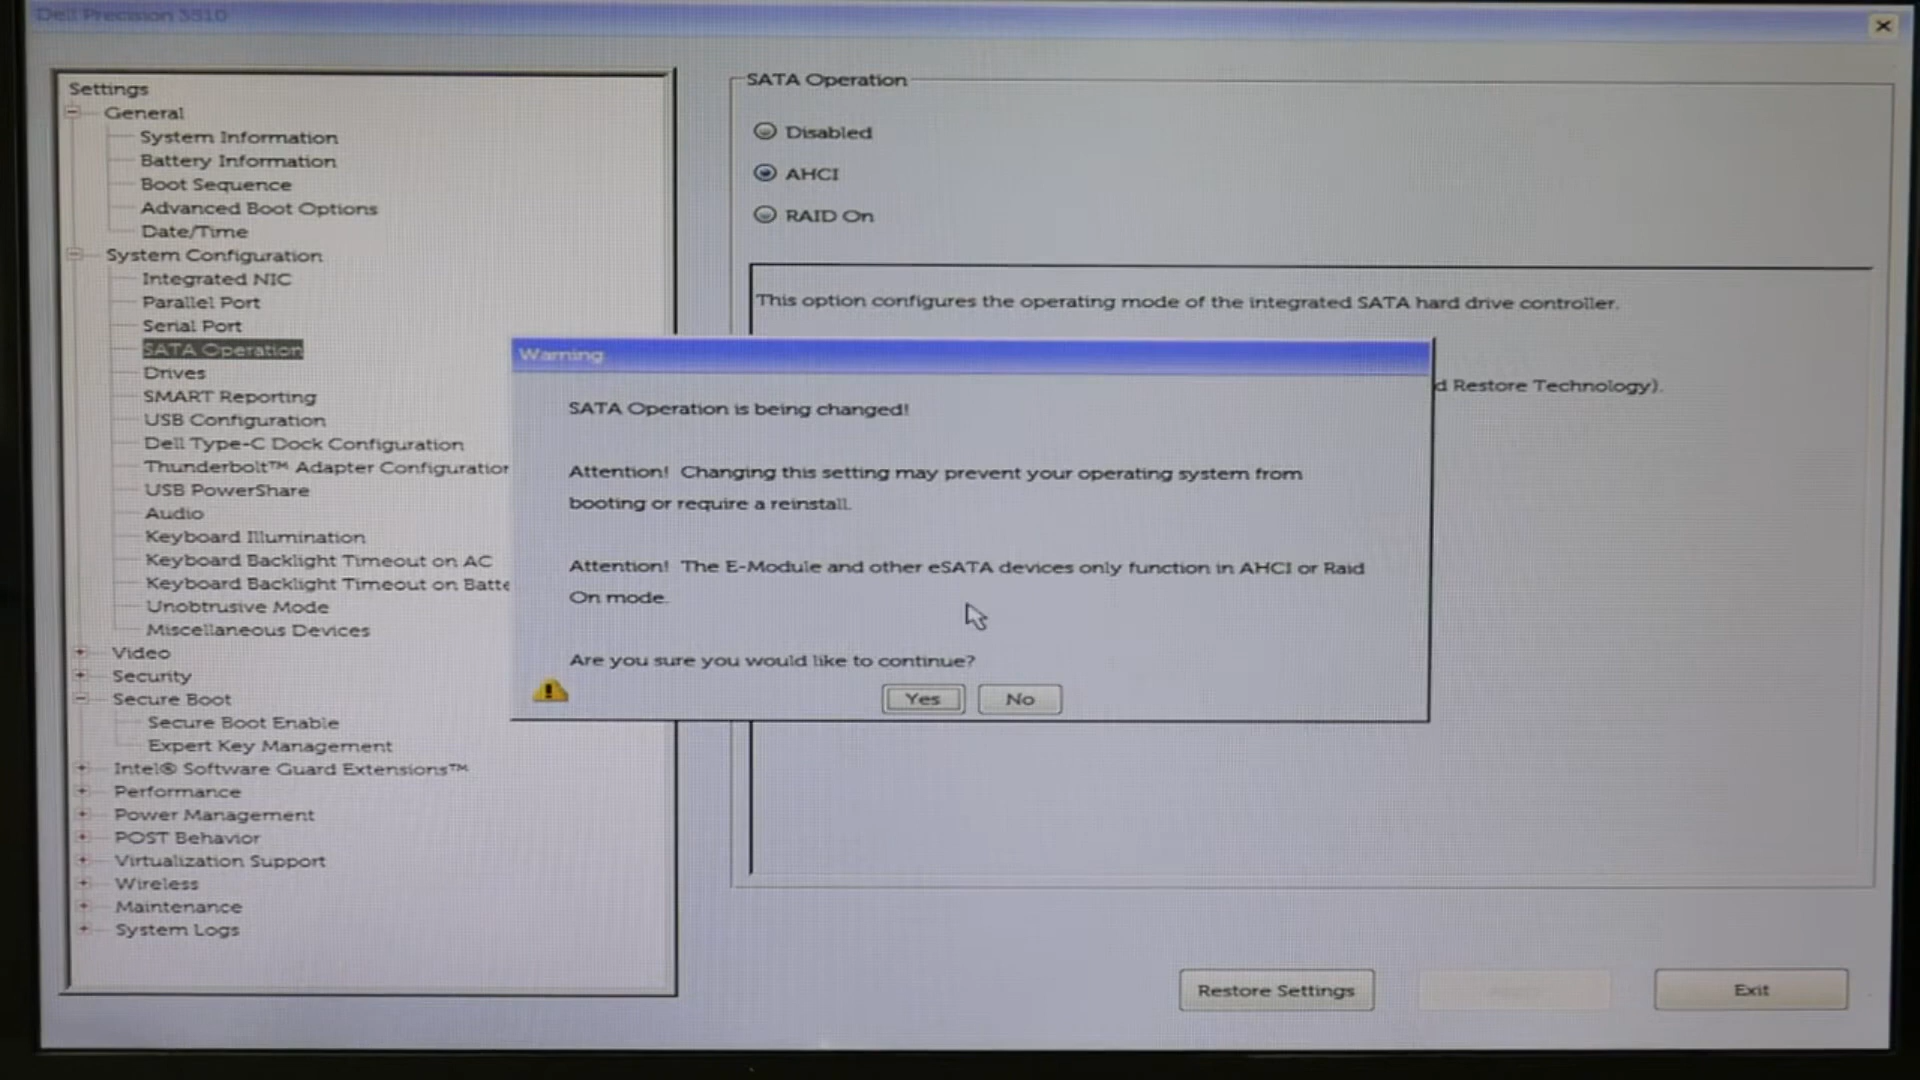 Dell Precision 3510
Settings
General
System Information
Battery Information
Boot Sequence
Advanced Boot Options
Date/Time
System Configuration
Integrated NIC
Parallel Port
Serial Port
SATA Operation
Drives
SMART Reporting
USB Configuration
Dell Type-C Dock Configuration
Thunderbolt™ Adapter Configuration
USB PowerShare
Audio
Keyboard Illumination
Keyboard Backlight Timeout on AC
Keyboard Backlight Timeout on Batte
Unobtrusive Mode
Miscellaneous Devices
Video
Security
Secure Boot
Secure Boot Enable
Expert Key Management
Intel® Software Guard Extensions™
Performance
Power Management
POST Behavior
Virtualization Support
Wireless
Maintenance
System Logs
SATA Operation
Disabled
AHCI
RAID On
This option configures the operating mode of the integrated SATA hard drive controller.
d Restore Technology).
Warning
SATA Operation is being changed!
Attention! Changing this setting may prevent your operating system from
booting or require a reinstall.
Attention! The E-Module and other eSATA devices only function in AHCI or Raid
On mode.
Are you sure you would like to continue?
Yes
No
Restore Settings
Exit